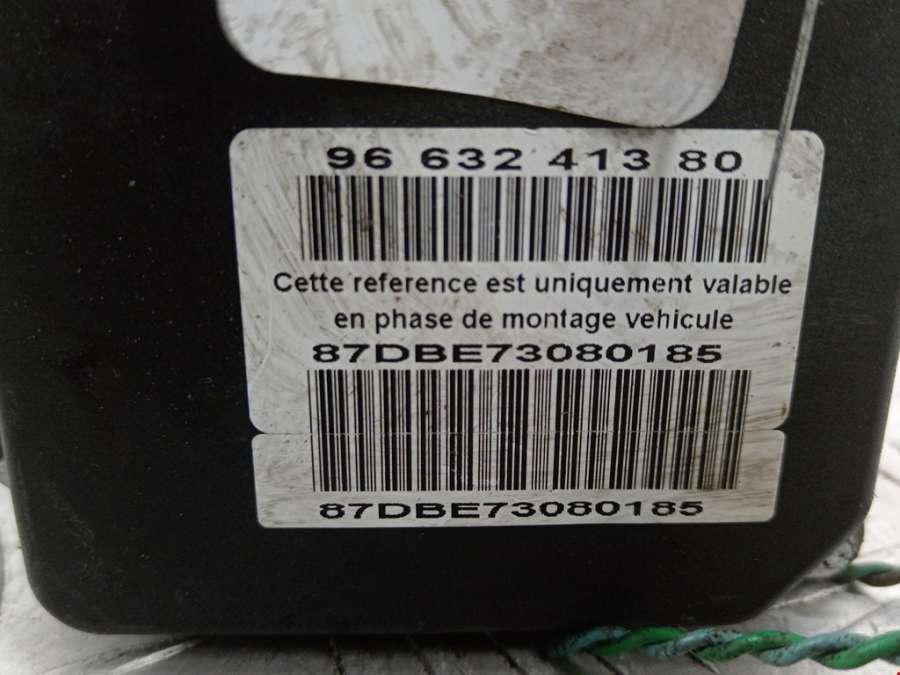 96 632 413 80
Cette reference est uniquement valable
en phase de montage vehicule
87DBE73080185
87DBE73080185